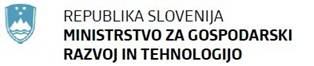 REPUBLIKA SLOVENIJA
MINISTRSTVO ZA GOSPODARSKI
RAZVOJ IN TEHNOLOGIJO